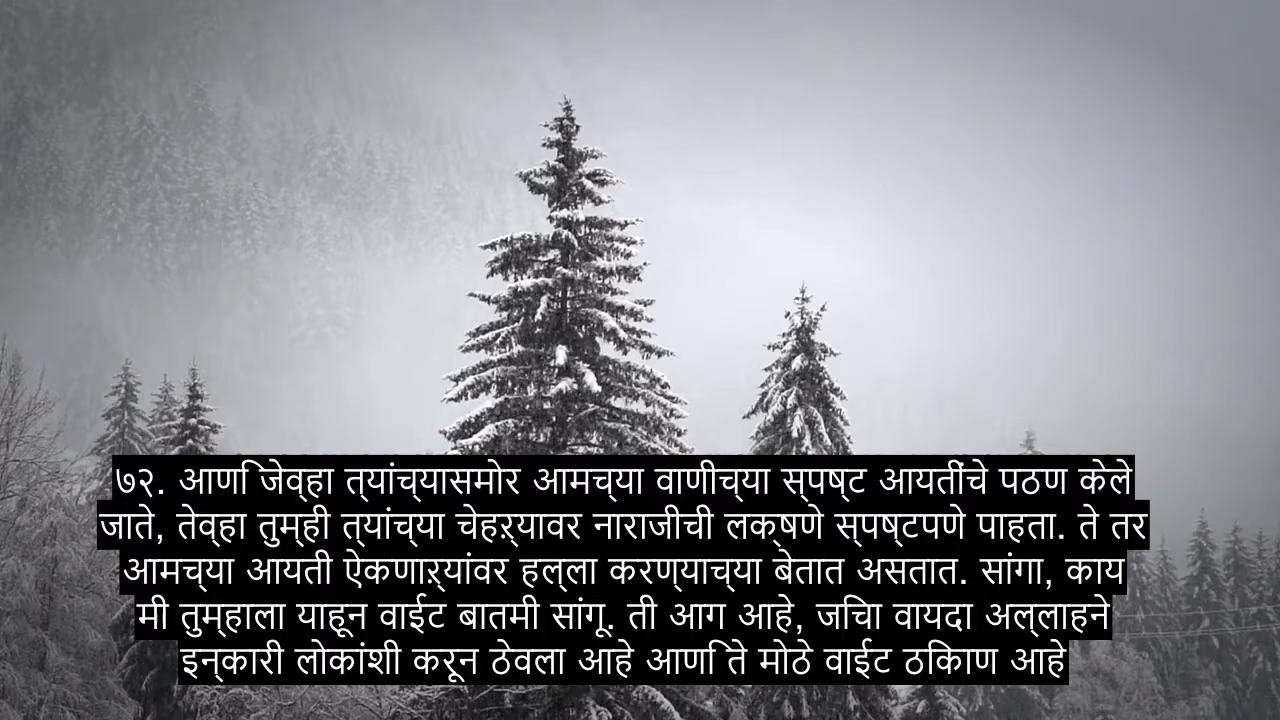 ७२. आणि जेव्हा त्यांच्यासमोर आमच्या वाणीच्या स्पष्ट आयतींचे पठण केले
जाते, तेव्हा तुम्ही त्यांच्या चेहऱ्यावर नाराजीची लक्षणे स्पष्टपणे पाहता. ते तर
आमच्या आयती ऐकणाऱ्यांवर हल्ला करण्याच्या बेतात असतात. सांगा, काय
मी तुम्हाला याहून वाईट बातमी सांगू. ती आग आहे, जिचा वायदा अल्लाहने
इन्कारी लोकांशी करून ठेवला आहे आणि ते मोठे वाईट ठिकाण आहे